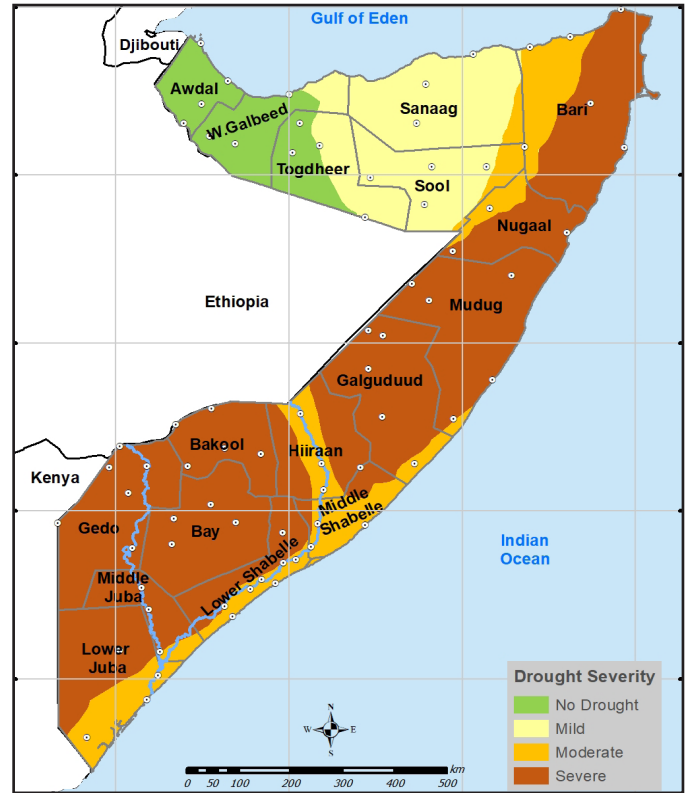 Gulf of Eden
Djibouti
Awdal
W.Galbeed
Sanaag
Bari
Togdheer
Sool
Nugaal
Ethiopia
Mudug
Galguduud
Bakool
Hiiraan
Kenya
Middle
Shabelle
Gedo
Bay
Indian
Ocean
Lower Shabelle
Middle
Juba
Lower
Juba
Drought Severity
No Drought
Mild
Moderate
Severe
N
W
E
S
km
0 50 100 200 300 400 500